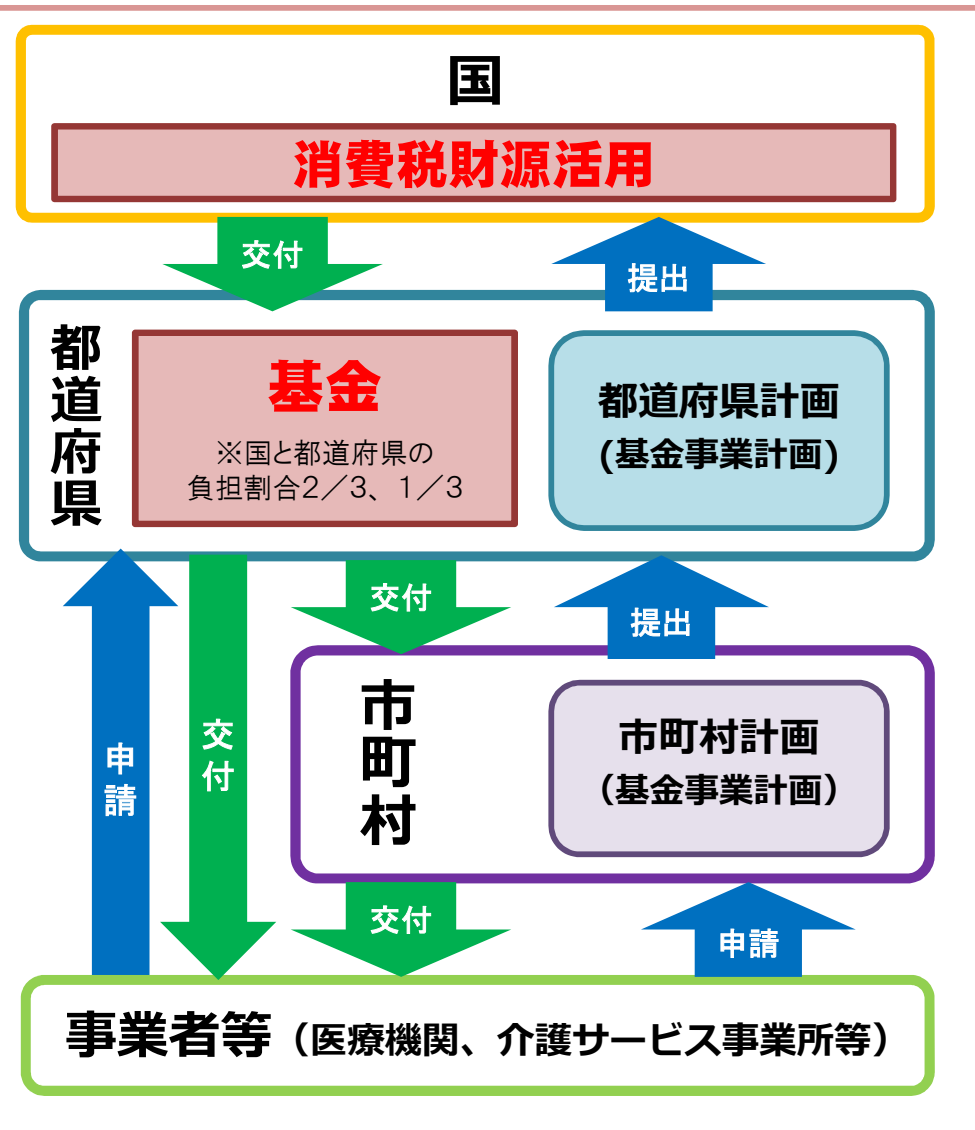 国
消費税財源活用
交付
提出
都道府県
基金
※国と都道府県の
負担割合2／3、1／3
都道府県計画
(基金事業計画)
申請
交付
交付
提出
市町村
市町村計画
（基金事業計画）
交付
申請
事業者等（医療機関、介護サービス事業所等）